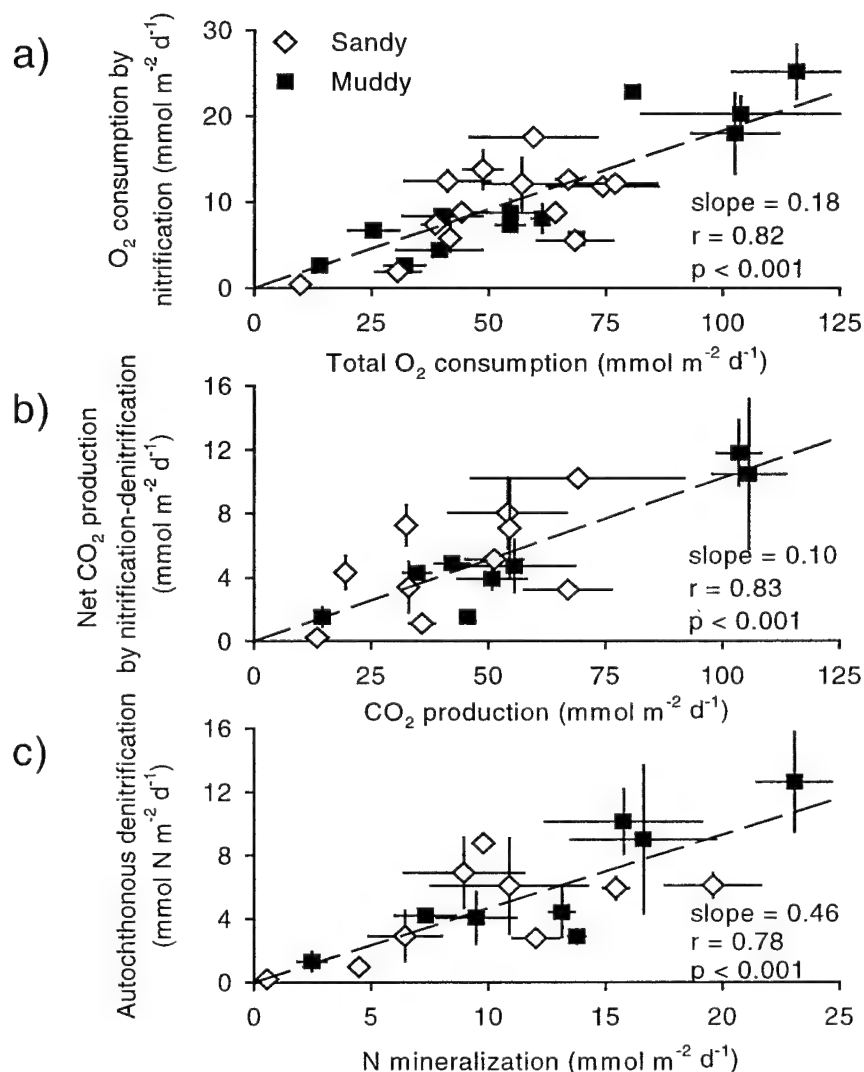 a)
O₂ consumption by
nitrification (mmol m⁻² d⁻¹)
30
20
10
0
Sandy
Muddy
slope = 0.18
r = 0.82
p < 0.001
0 25 50 75 100 125
Total O₂ consumption (mmol m⁻² d⁻¹)
b)
Net CO₂ production
by nitrification-denitrification
(mmol m⁻² d⁻¹)
16
12
8
4
0
slope = 0.10
r = 0.83
p < 0.001
0 25 50 75 100 125
CO₂ production (mmol m⁻² d⁻¹)
c)
Autochthonous denitrification
(mmol N m⁻² d⁻¹)
16
12
8
4
0
slope = 0.46
r = 0.78
p < 0.001
0 5 10 15 20 25
N mineralization (mmol m⁻² d⁻¹)